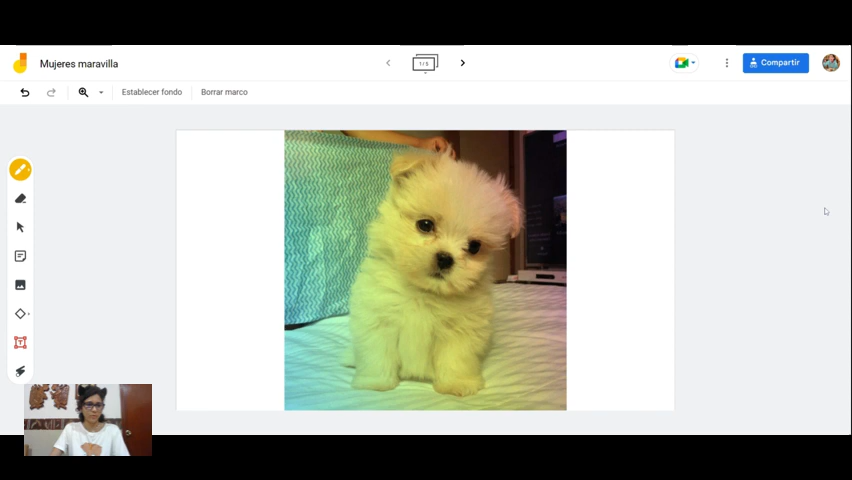 Mujeres maravilla
1/5
Compartir
Establecer fondo
Borrar marco